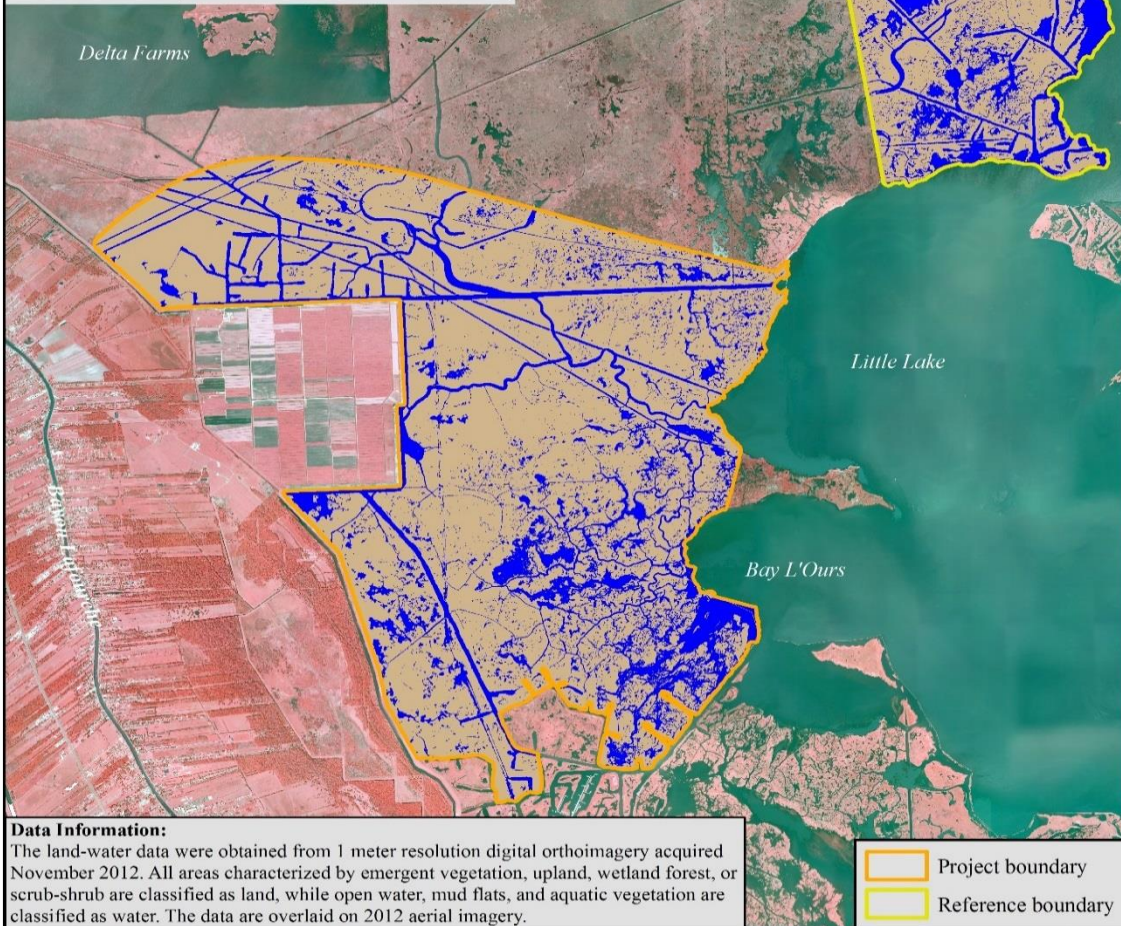 Delta Farms
Little Lake
Bay L'Ours
Bayou Lafourche
Data Information:
The land-water data were obtained from 1 meter resolution digital orthoimagery acquired
November 2012. All areas characterized by emergent vegetation, upland, wetland forest, or
scrub-shrub are classified as land, while open water, mud flats, and aquatic vegetation are
classified as water. The data are overlaid on 2012 aerial imagery.
Project boundary
Reference boundary